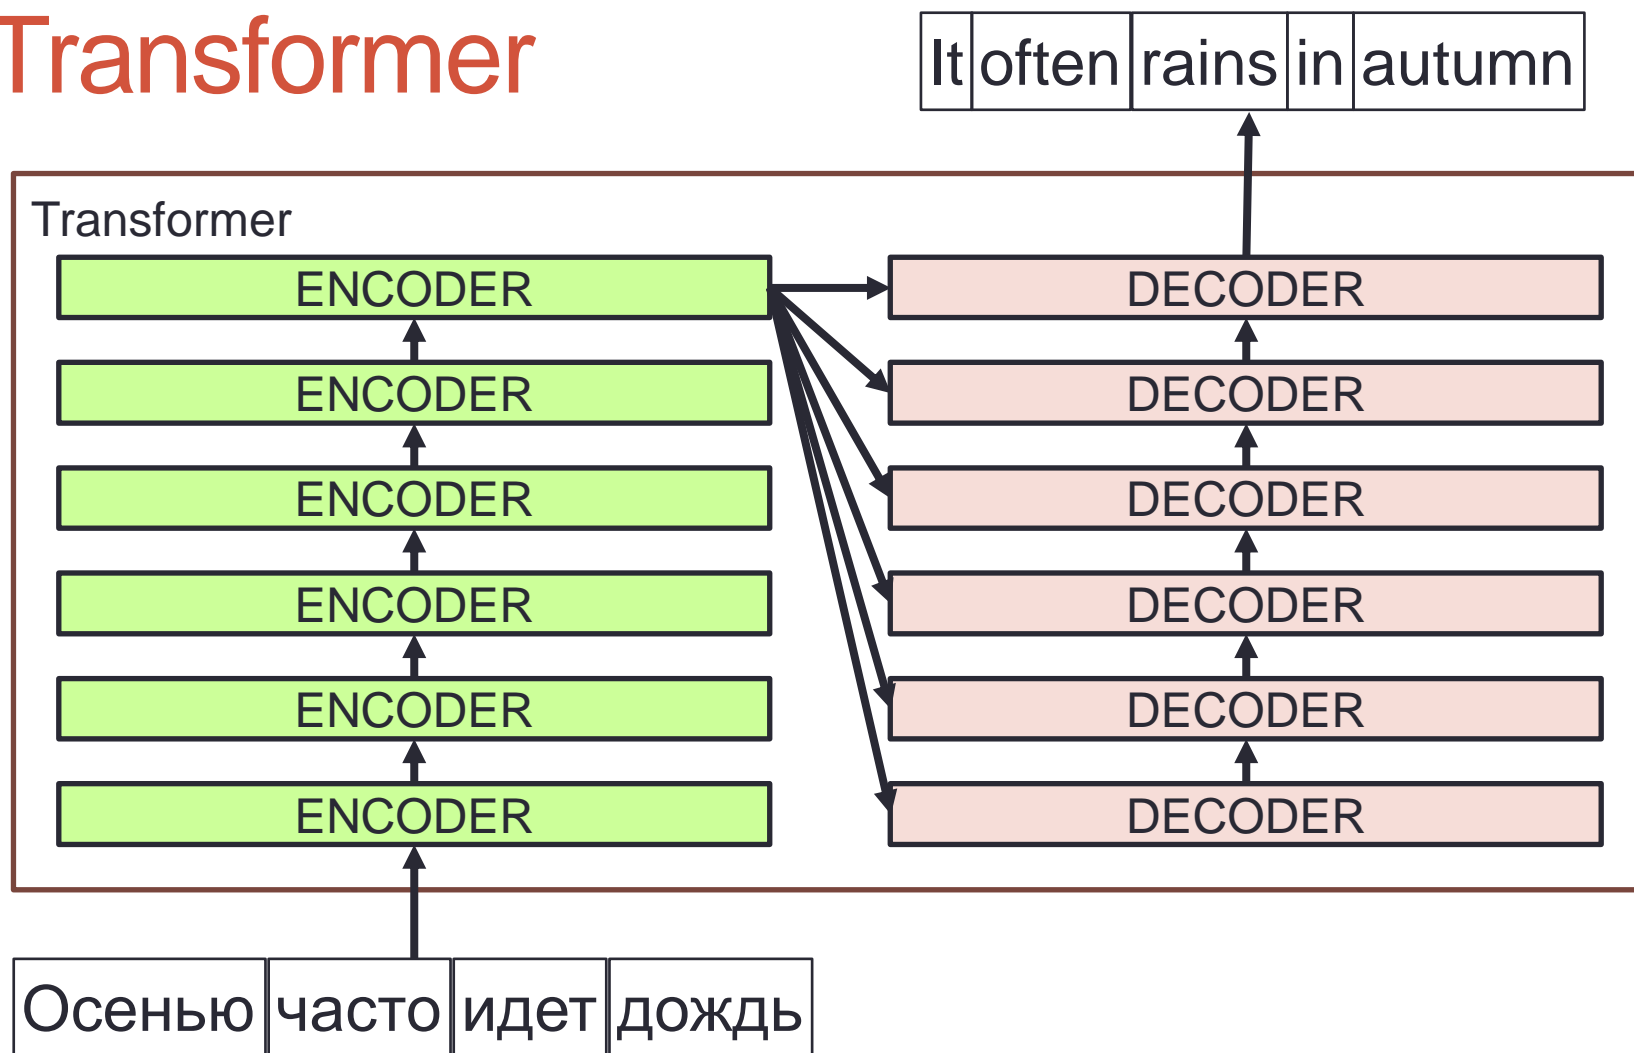 Transformer
It often rains in autumn
Transformer
ENCODER DECODER
ENCODER DECODER
ENCODER DECODER
ENCODER DECODER
ENCODER DECODER
ENCODER DECODER
Осенью часто идет дождь